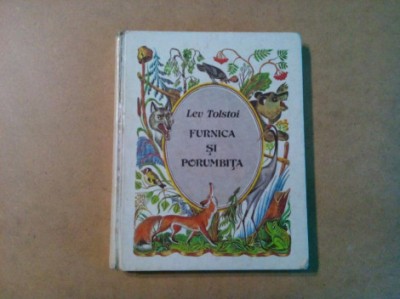 Lev Tolstoi
FURNICA
ȘI
PORUMBIȚA